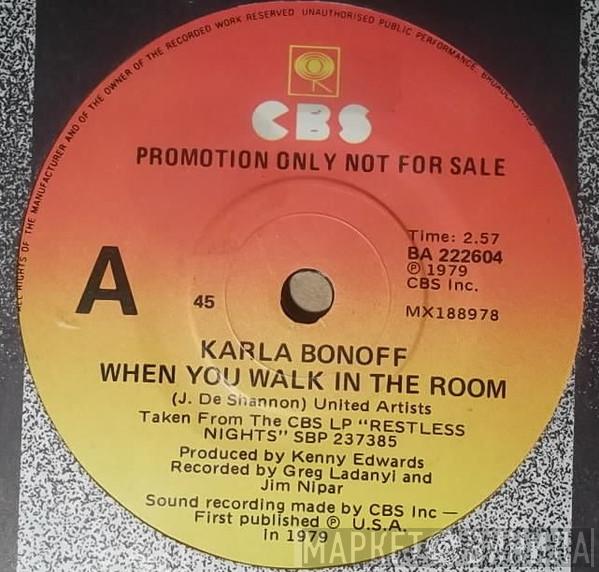 ALL RIGHTS OF THE MANUFACTURER AND OF THE OWNER OF THE RECORDED WORK RESERVED UNAUTHORISED PUBLIC PERFORMANCE, BROADCASTING
CBS
PROMOTION ONLY NOT FOR SALE
Time: 2.57
BA 222604
℗ 1979
CBS Inc.
A
45
MX188978
KARLA BONOFF
WHEN YOU WALK IN THE ROOM
(J. De Shannon) United Artists
Taken From The CBS LP "RESTLESS
NIGHTS" SBP 237385
Produced by Kenny Edwards
Recorded by Greg Ladanyi and
Jim Nipar
Sound recording made by CBS Inc —
First published ℗ U.S.A.
in 1979